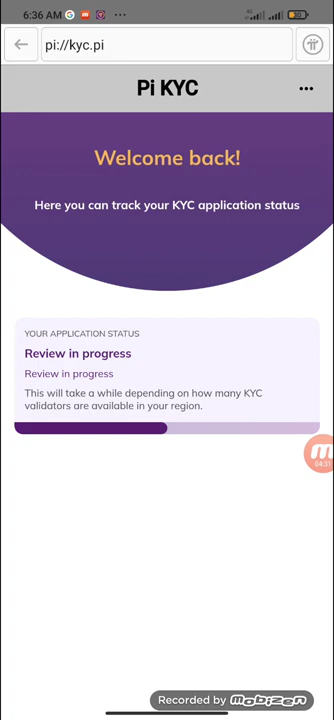 6:36 AM
pi://kyc.pi
Pi KYC
Welcome back!
Here you can track your KYC application status
YOUR APPLICATION STATUS
Review in progress
Review in progress
This will take a while depending on how many KYC
validators are available in your region.
04:31
Recorded by mobizen